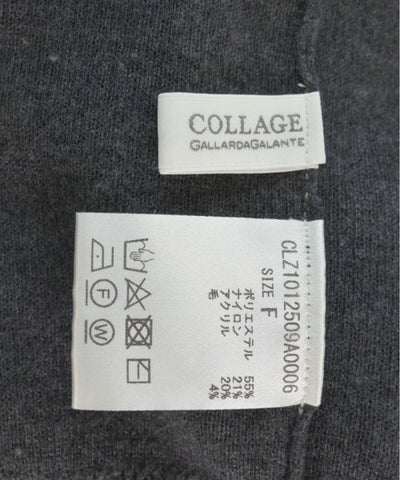 COLLAGE
GALLARDAGALANTE
CLZ1012509A0006
SIZE F
ポリエステル 55%
ナイロン 21%
アクリル 20%
毛 4%
F
W